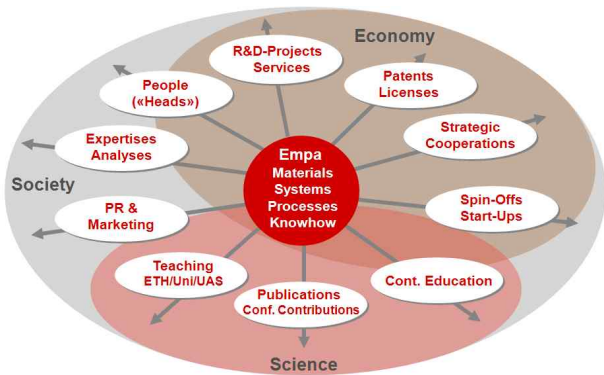 Economy
R&D-Projects
Services
People
(«Heads»)
Patents
Licenses
Expertises
Analyses
Strategic
Cooperations
Empa
Materials
Systems
Processes
Knowhow
Society
PR &
Marketing
Spin-Offs
Start-Ups
Teaching
ETH/Uni/UAS
Publications
Conf. Contributions
Cont. Education
Science